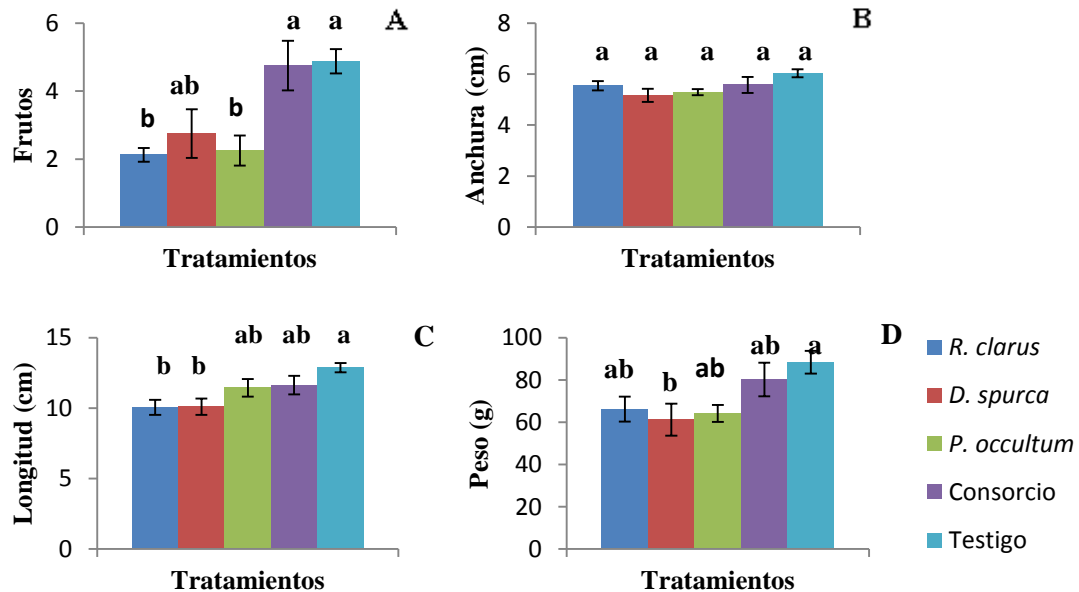 A
Frutos
6
4
2
0
b
ab
b
a
a
Tratamientos
B
Anchura (cm)
8
6
4
2
0
a
a
a
a
a
Tratamientos
C
Longitud (cm)
15
10
5
0
b
b
ab
ab
a
Tratamientos
D
Peso (g)
100
80
60
40
20
0
ab
b
ab
ab
a
Tratamientos
R. clarus
D. spurca
P. occultum
Consorcio
Testigo